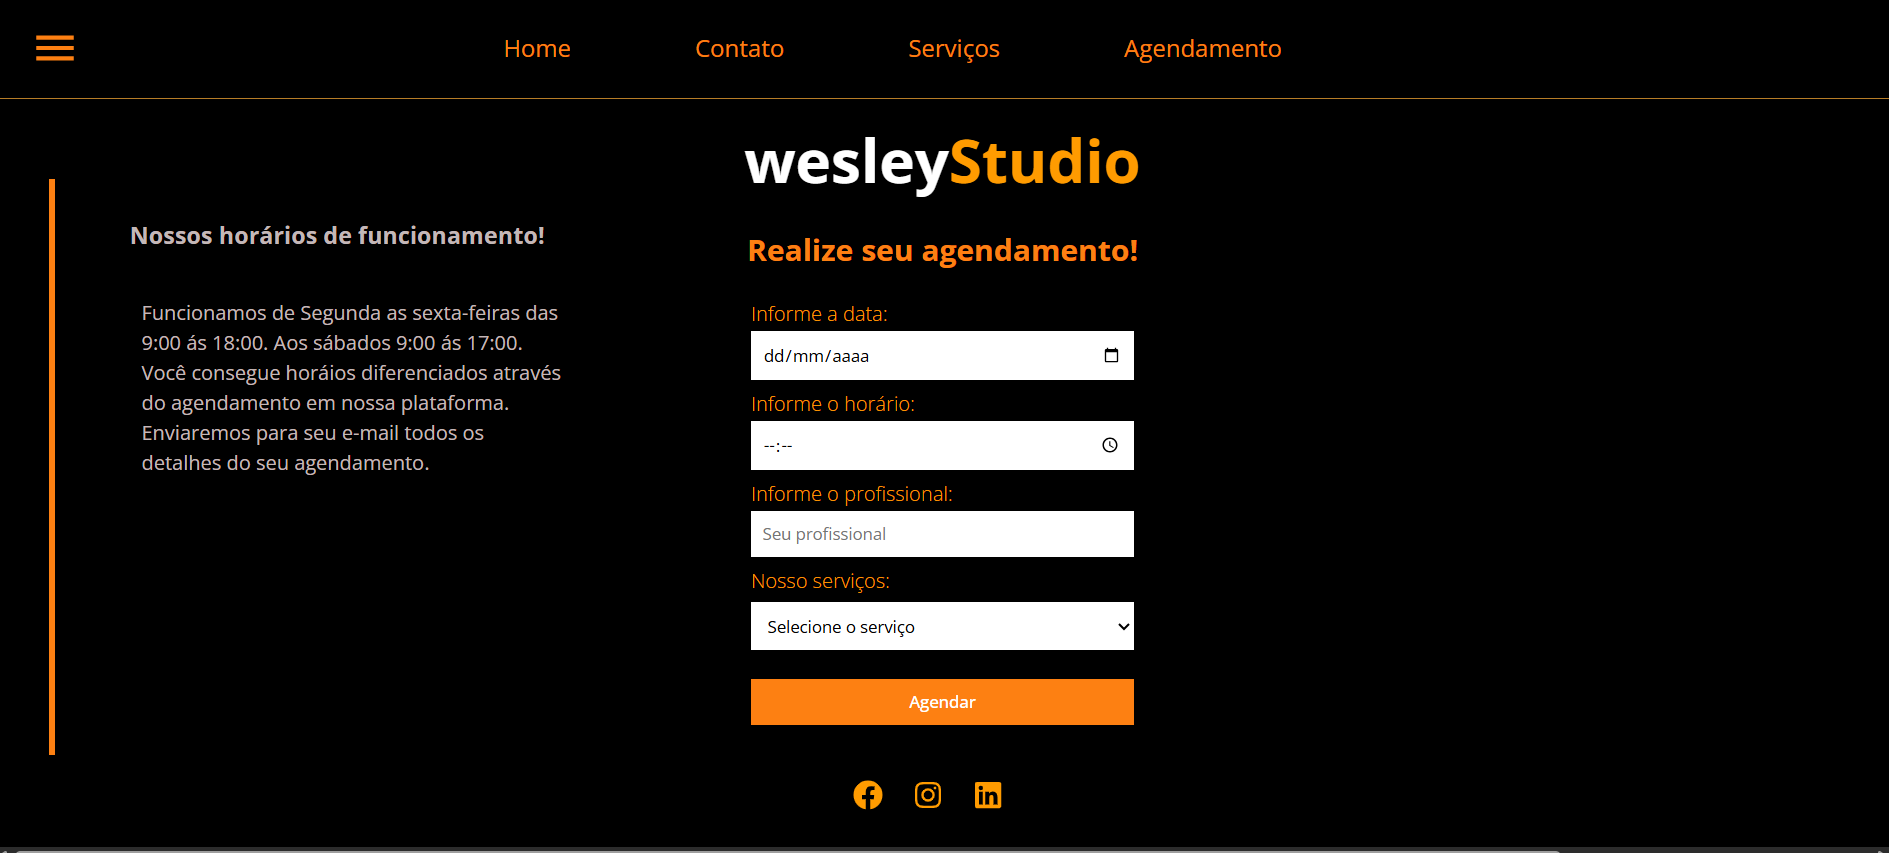 Home Contato Serviços Agendamento
wesleyStudio
Nossos horários de funcionamento!
Funcionamos de Segunda as sexta-feiras das
9:00 ás 18:00. Aos sábados 9:00 ás 17:00.
Você consegue horáios diferenciados através
do agendamento em nossa plataforma.
Enviaremos para seu e-mail todos os
detalhes do seu agendamento.
Realize seu agendamento!
Informe a data:
dd/mm/aaaa
Informe o horário:
--:--
Informe o profissional:
Seu profissional
Nosso serviços:
Selecione o serviço
Agendar